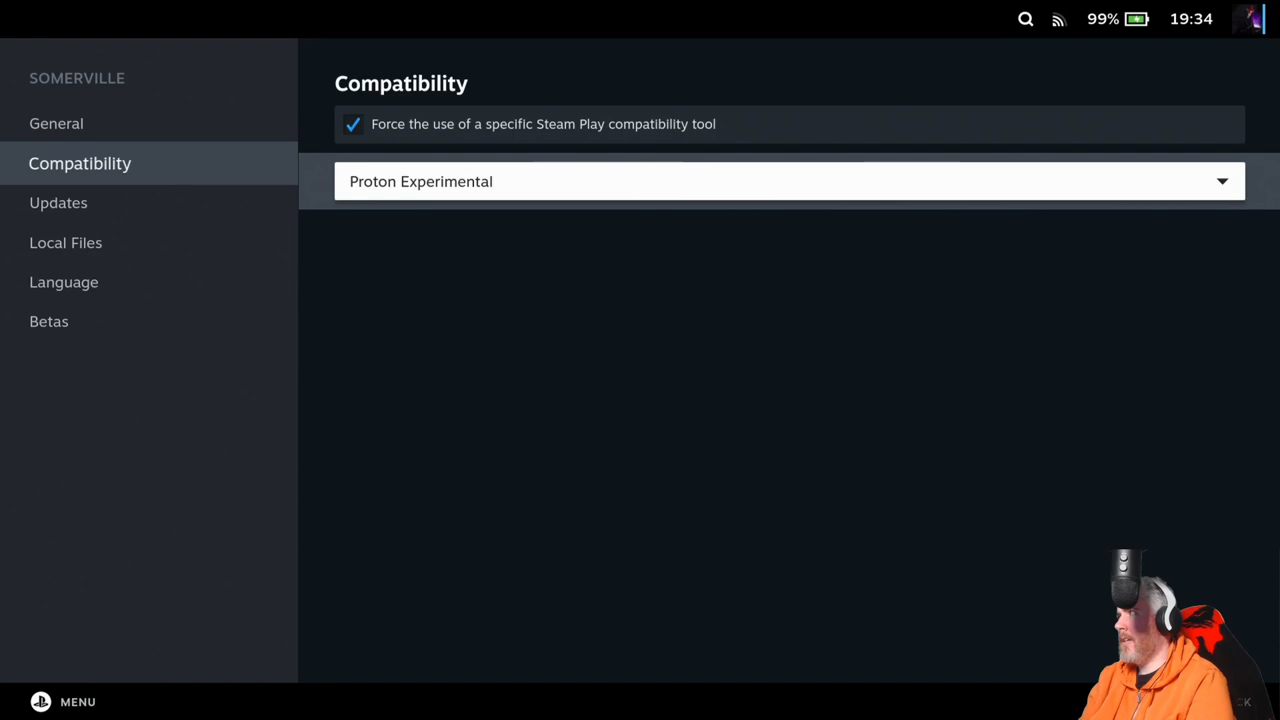 99%
19:34
SOMERVILLE
General
Compatibility
Updates
Local Files
Language
Betas
Compatibility
Force the use of a specific Steam Play compatibility tool
Proton Experimental
MENU
CK